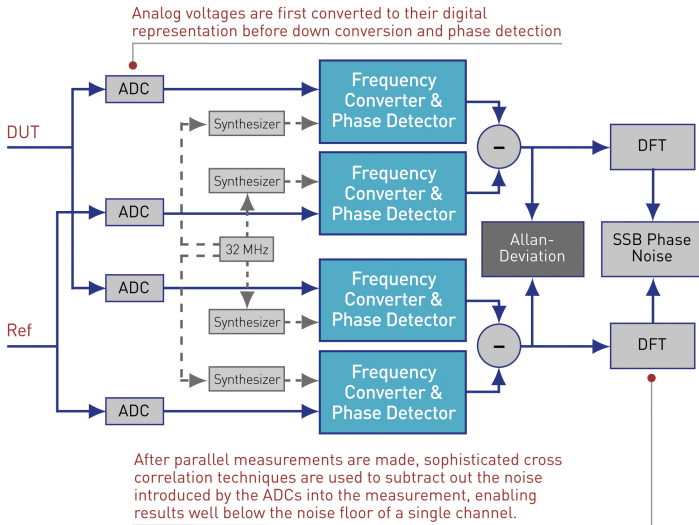 Analog voltages are first converted to their digital
representation before down conversion and phase detection
ADC
Frequency
Converter &
Phase Detector
Synthesizer
DUT
–
DFT
Synthesizer
Frequency
Converter &
Phase Detector
ADC
32 MHz
Allan-
Deviation
SSB Phase
Noise
ADC
Frequency
Converter &
Phase Detector
Synthesizer
Ref
–
DFT
Synthesizer
Frequency
Converter &
Phase Detector
ADC
After parallel measurements are made, sophisticated cross
correlation techniques are used to subtract out the noise
introduced by the ADCs into the measurement, enabling
results well below the noise floor of a single channel.